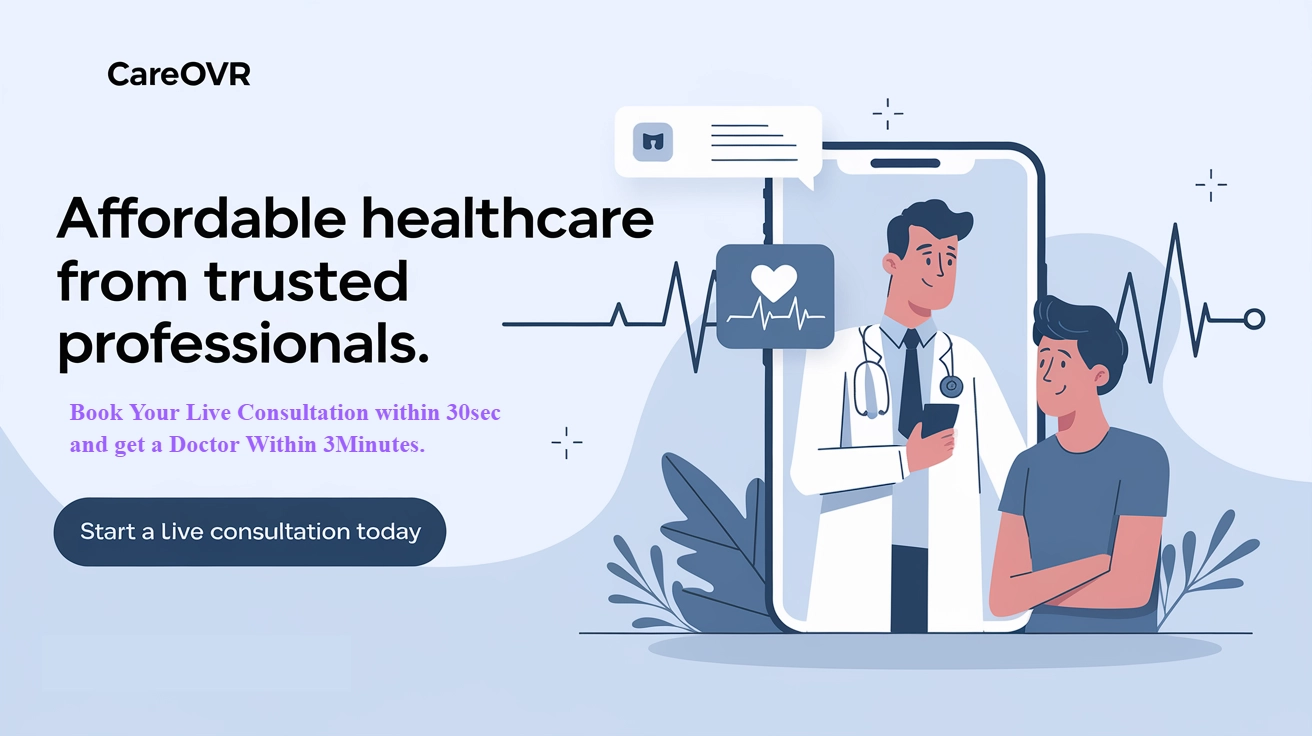 CareOVR
Affordable healthcare
from trusted
professionals.
Book Your Live Consultation within 30sec
and get a Doctor Within 3Minutes.
Start a live consultation today